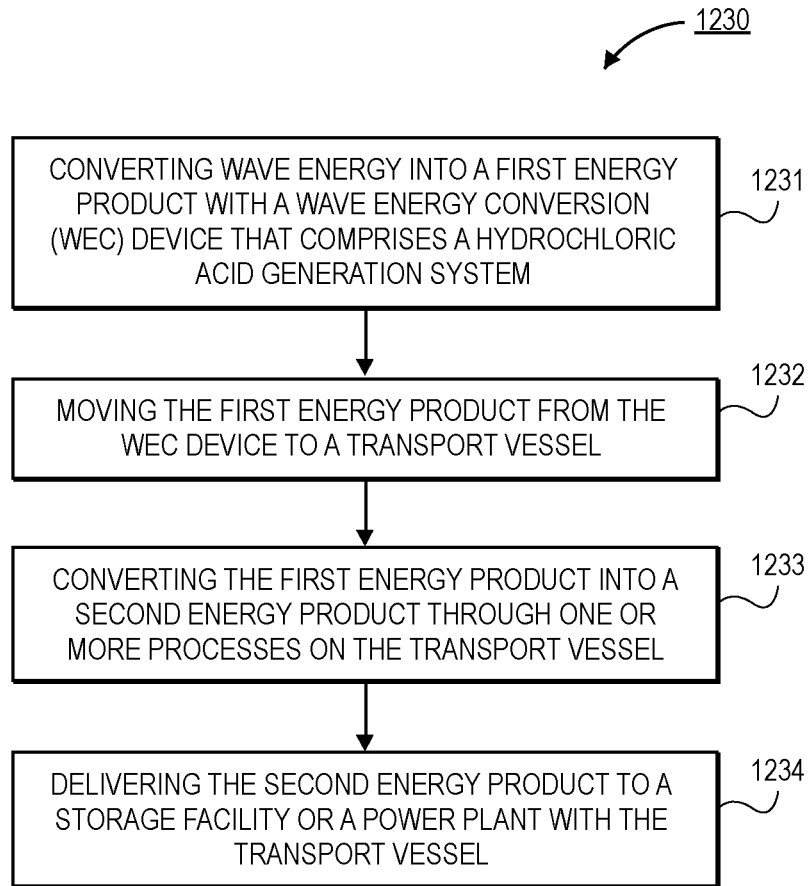 1230
CONVERTING WAVE ENERGY INTO A FIRST ENERGY
PRODUCT WITH A WAVE ENERGY CONVERSION
(WEC) DEVICE THAT COMPRISES A HYDROCHLORIC
ACID GENERATION SYSTEM
1231
MOVING THE FIRST ENERGY PRODUCT FROM THE
WEC DEVICE TO A TRANSPORT VESSEL
1232
CONVERTING THE FIRST ENERGY PRODUCT INTO A
SECOND ENERGY PRODUCT THROUGH ONE OR
MORE PROCESSES ON THE TRANSPORT VESSEL
1233
DELIVERING THE SECOND ENERGY PRODUCT TO A
STORAGE FACILITY OR A POWER PLANT WITH THE
TRANSPORT VESSEL
1234